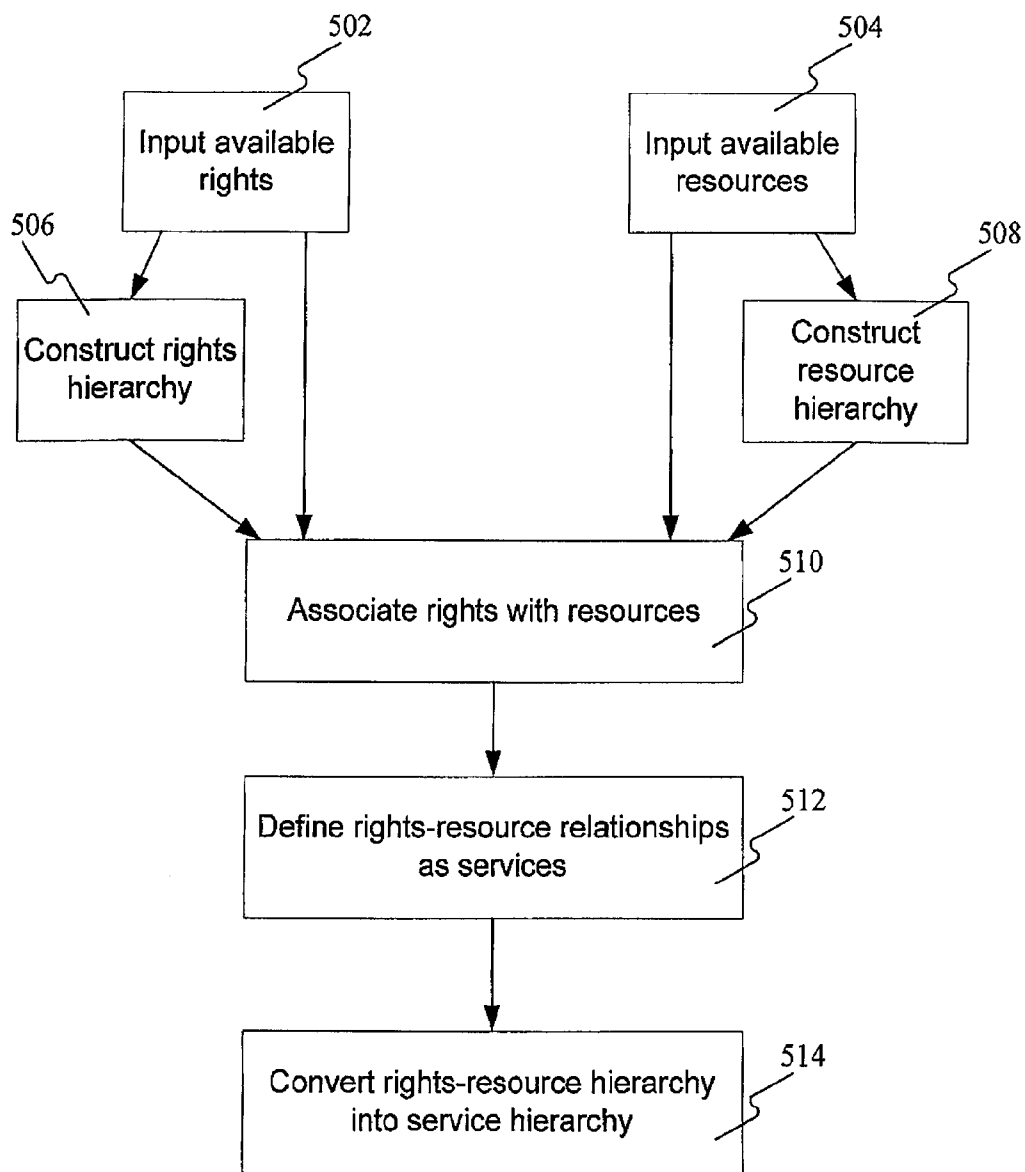 502
504
Input available
rights
Input available
resources
506
508
Construct rights
hierarchy
Construct
resource
hierarchy
510
Associate rights with resources
512
Define rights-resource relationships
as services
514
Convert rights-resource hierarchy
into service hierarchy